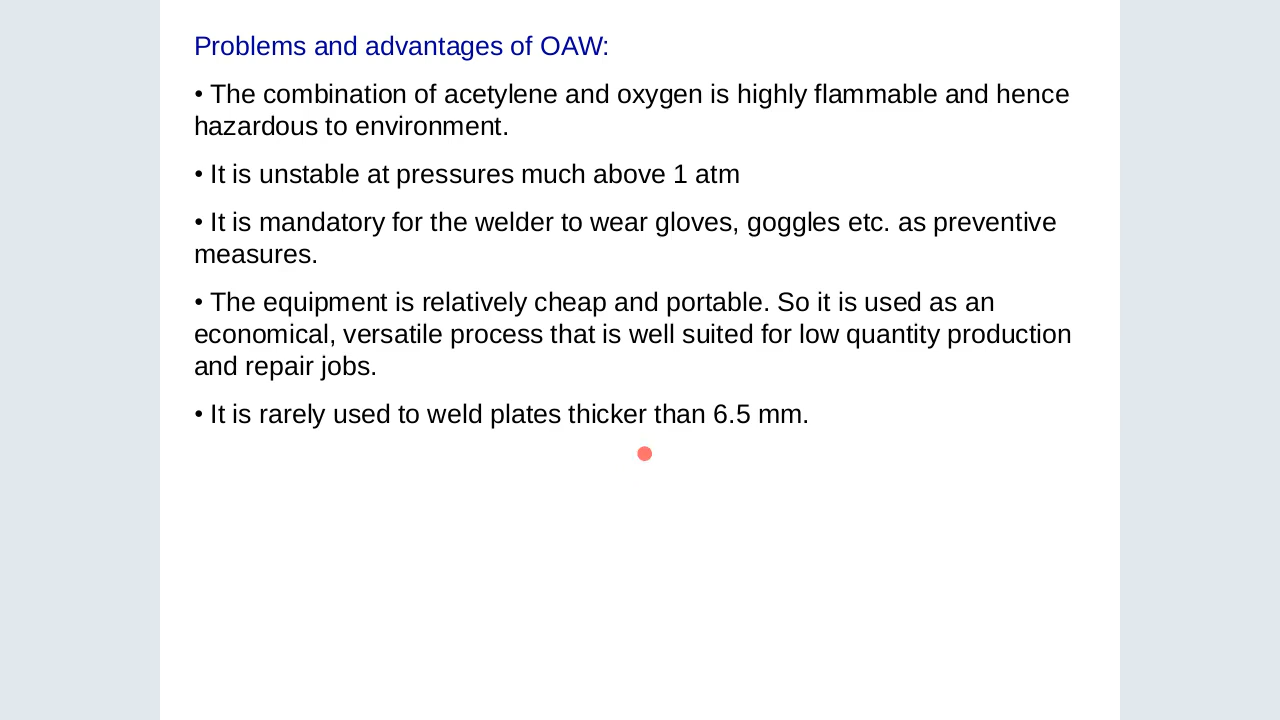 Problems and advantages of OAW:
• The combination of acetylene and oxygen is highly flammable and hence
hazardous to environment.
• It is unstable at pressures much above 1 atm
• It is mandatory for the welder to wear gloves, goggles etc. as preventive
measures.
• The equipment is relatively cheap and portable. So it is used as an
economical, versatile process that is well suited for low quantity production
and repair jobs.
• It is rarely used to weld plates thicker than 6.5 mm.